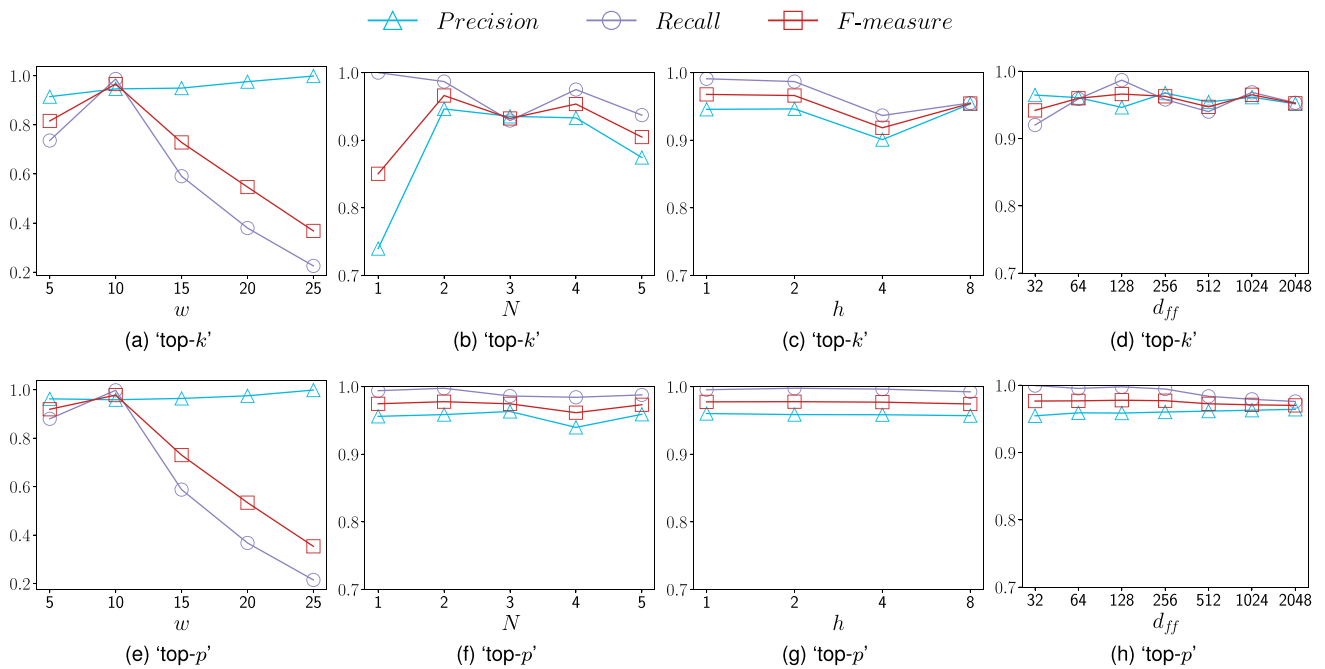 Precision Recall F-measure
1.0 0.8 0.6 0.4 0.2
5 10 15 20 25
w
(a) 'top-k'
1.0 0.9 0.8 0.7
1 2 3 4 5
N
(b) 'top-k'
1.0 0.9 0.8 0.7
1 2 4 8
h
(c) 'top-k'
1.0 0.9 0.8 0.7
32 64 128 256 512 1024 2048
d_{ff}
(d) 'top-k'
1.0 0.8 0.6 0.4 0.2
5 10 15 20 25
w
(e) 'top-p'
1.0 0.9 0.8 0.7
1 2 3 4 5
N
(f) 'top-p'
1.0 0.9 0.8 0.7
1 2 4 8
h
(g) 'top-p'
1.0 0.9 0.8 0.7
32 64 128 256 512 1024 2048
d_{ff}
(h) 'top-p'